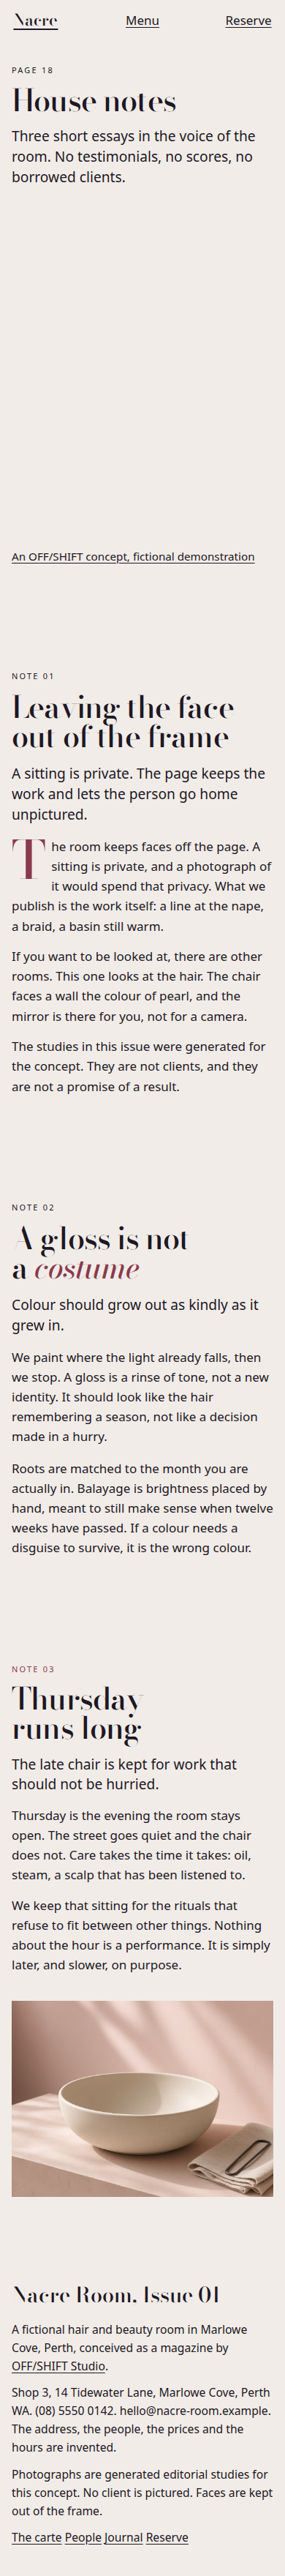 Nacre Menu Reserve
PAGE 18
House notes
Three short essays in the voice of the
room. No testimonials, no scores, no
borrowed clients.
An OFF/SHIFT concept, fictional demonstration
NOTE 01
Leaving the face
out of the frame
A sitting is private. The page keeps the
work and lets the person go home
unpictured.
The room keeps faces off the page. A
sitting is private, and a photograph of
it would spend that privacy. What we
publish is the work itself: a line at the nape,
a braid, a basin still warm.
If you want to be looked at, there are other
rooms. This one looks at the hair. The chair
faces a wall the colour of pearl, and the
mirror is there for you, not for a camera.
The studies in this issue were generated for
the concept. They are not clients, and they
are not a promise of a result.
NOTE 02
A gloss is not
a costume
Colour should grow out as kindly as it
grew in.
We paint where the light already falls, then
we stop. A gloss is a rinse of tone, not a new
identity. It should look like the hair
remembering a season, not like a decision
made in a hurry.
Roots are matched to the month you are
actually in. Balayage is brightness placed by
hand, meant to still make sense when twelve
weeks have passed. If a colour needs a
disguise to survive, it is the wrong colour.
NOTE 03
Thursday
runs long
The late chair is kept for work that
should not be hurried.
Thursday is the evening the room stays
open. The street goes quiet and the chair
does not. Care takes the time it takes: oil,
steam, a scalp that has been listened to.
We keep that sitting for the rituals that
refuse to fit between other things. Nothing
about the hour is a performance. It is simply
later, and slower, on purpose.
Nacre Room, Issue 01
A fictional hair and beauty room in Marlowe
Cove, Perth, conceived as a magazine by
OFF/SHIFT Studio.
Shop 3, 14 Tidewater Lane, Marlowe Cove, Perth
WA. (08) 5550 0142. hello@nacre-room.example.
The address, the people, the prices and the
hours are invented.
Photographs are generated editorial studies for
this concept. No client is pictured. Faces are kept
out of the frame.
The carte People Journal Reserve